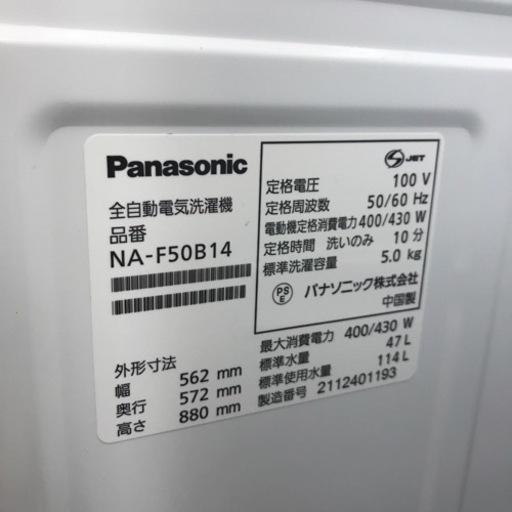 Panasonic
全自動電気洗濯機
品番
NA-F50B14
外形寸法
幅 562 mm
奥行 572 mm
高さ 880 mm
S JET
定格電圧 100 V
定格周波数 50/60 Hz
電動機定格消費電力 400/430 W
定格時間 洗いのみ 10 分
標準洗濯容量 5.0 kg
PS E パナソニック株式会社
中国製
最大消費電力 400/430 W
標準水量 47 L
標準使用水量 114 L
製造番号 2112401193